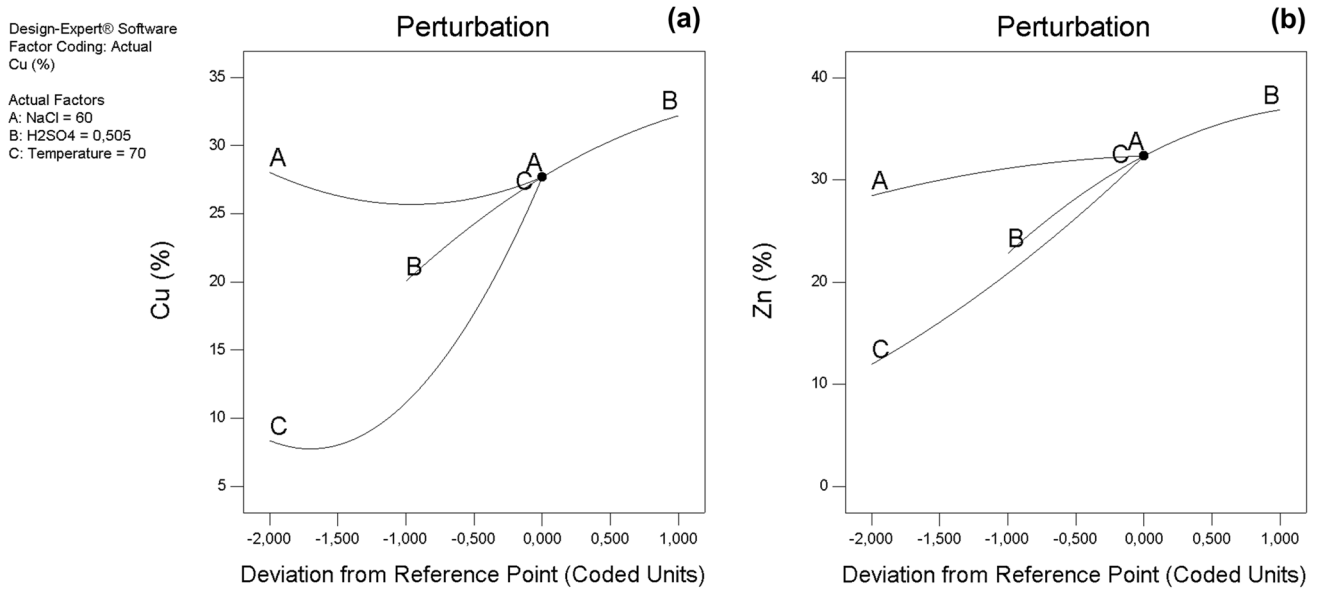 Design-Expert® Software
Factor Coding: Actual
Cu (%)
Actual Factors
A: NaCl = 60
B: H2SO4 = 0,505
C: Temperature = 70
Perturbation
(a)
35
30
25
20
15
10
5
Cu (%)
A
B
C
A
C
B
-2,000
-1,500
-1,000
-0,500
0,000
0,500
1,000
Deviation from Reference Point (Coded Units)
Perturbation
(b)
40
30
20
10
0
Zn (%)
A
B
C
A
C
B
-2,000
-1,500
-1,000
-0,500
0,000
0,500
1,000
Deviation from Reference Point (Coded Units)